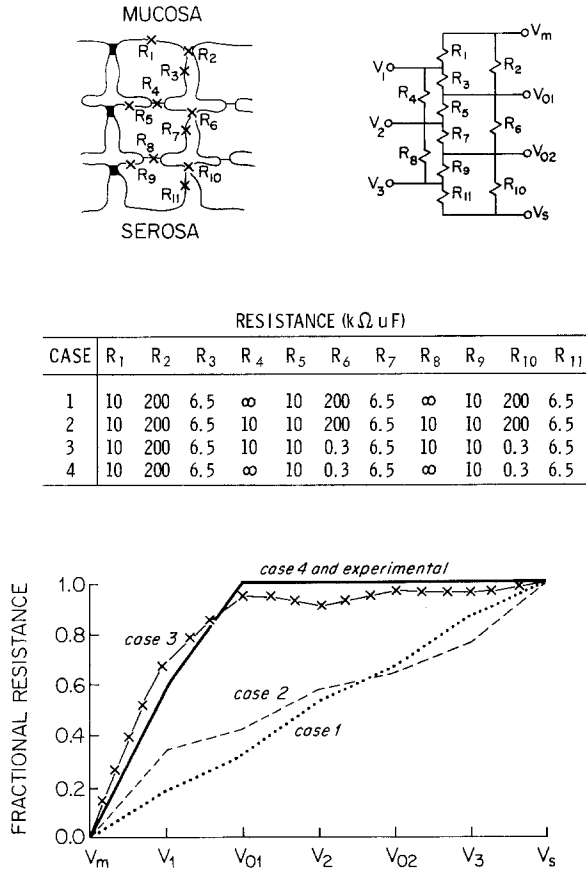 MUCOSA
R1
R2
R3
R4
R5
R6
R7
R8
R9
R10
R11
SEROSA
Vm
R1
R2
V1
R3
R4
V01
R5
V2
R6
R7
R8
V02
R9
V3
R10
R11
Vs
RESISTANCE (kΩ uF)
CASE R1 R2 R3 R4 R5 R6 R7 R8 R9 R10 R11
1 10 200 6.5 ∞ 10 200 6.5 ∞ 10 200 6.5
2 10 200 6.5 10 10 200 6.5 10 10 200 6.5
3 10 200 6.5 10 10 0.3 6.5 10 10 0.3 6.5
4 10 200 6.5 ∞ 10 0.3 6.5 ∞ 10 0.3 6.5
case 4 and experimental
case 3
case 2
case 1
FRACTIONAL RESISTANCE
1.0
0.8
0.6
0.4
0.2
0.0
Vm V1 V01 V2 V02 V3 Vs